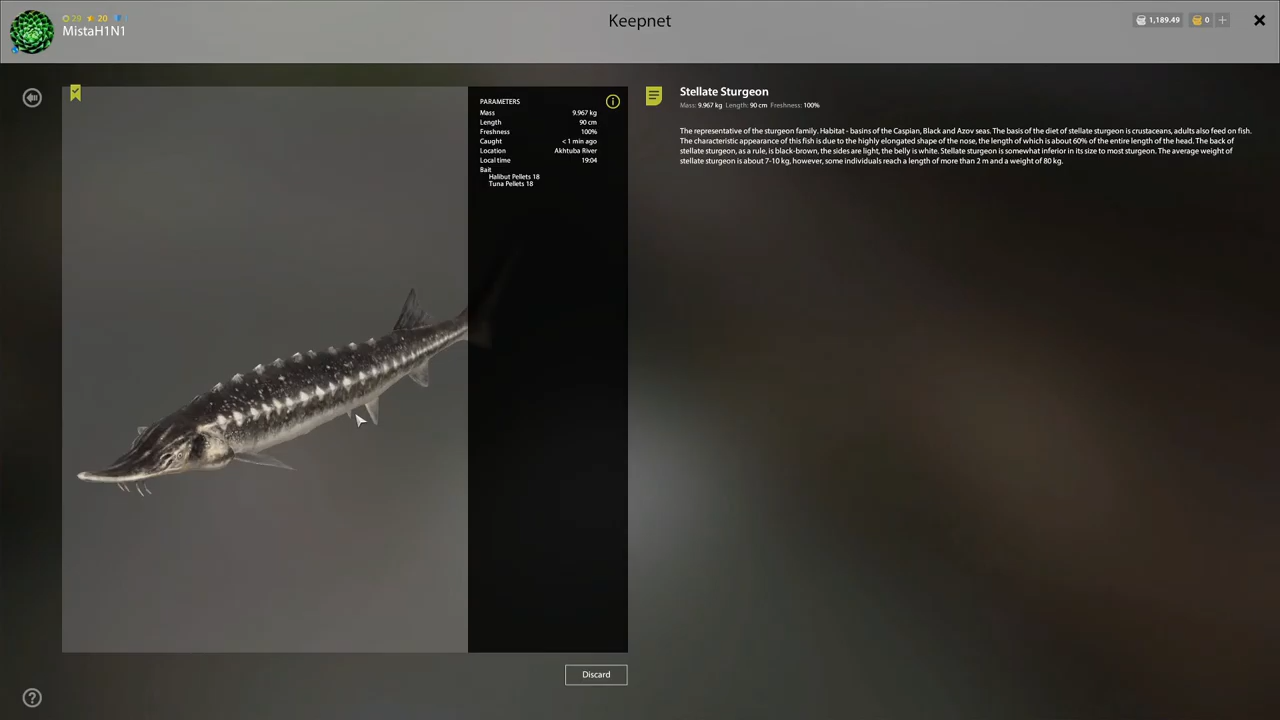 29 20
MistaH1N1
Keepnet
1,189.49 0
PARAMETERS
Mass 9.967 kg
Length 90 cm
Freshness 100%
Caught < 1 min ago
Location Akhtuba River
Local time 19:04
Bait
Halibut Pellets 18
Tuna Pellets 18
Stellate Sturgeon
Mass: 9.967 kg Length: 90 cm Freshness: 100%
The representative of the sturgeon family. Habitat - basins of the Caspian, Black and Azov seas. The basis of the diet of stellate sturgeon is crustaceans, adults also feed on fish.
The characteristic appearance of this fish is due to the highly elongated shape of the nose, the length of which is about 60% of the entire length of the head. The back of
stellate sturgeon, as a rule, is black-brown, the sides are light, the belly is white. Stellate sturgeon is somewhat inferior in its size to most sturgeon. The average weight of
stellate sturgeon is about 7-10 kg, however, some individuals reach a length of more than 2 m and a weight of 80 kg.
Discard